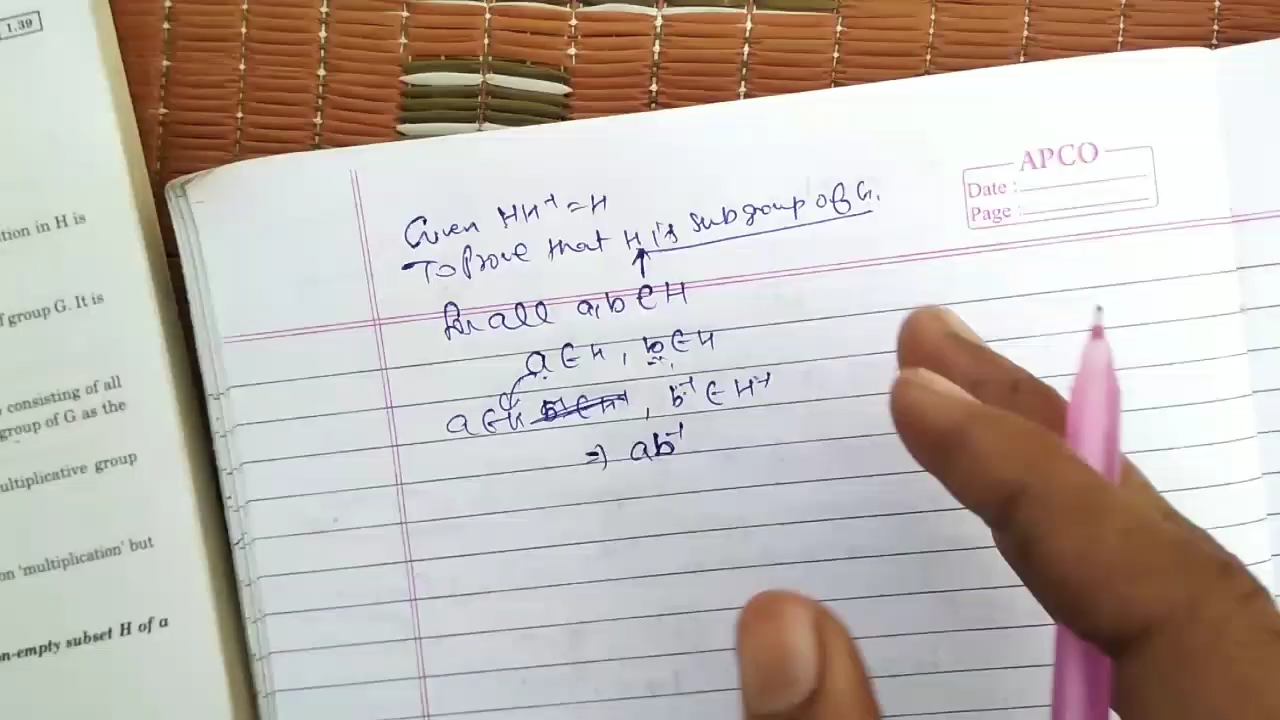 1.39
tion in H is
f group G. It is
consisting of all
group of G as the
ultiplicative group
on 'multiplication' but
n-empty subset H of a
APCO
Date :
Page :
Given HH⁻¹ = H
To Prove that H is subgroup of G.
for all a, b ∈ H
a ∈ H , b ∈ H
a ∈ H , b⁻¹ ∈ H⁻¹
⇒ ab⁻¹